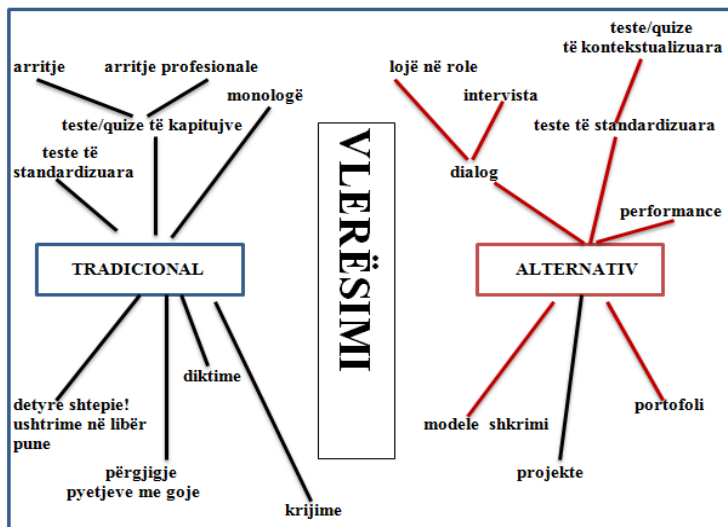 arritje
arritje profesionale
monologë
teste/quize të kapitujve
teste të
standardizuara
TRADICIONAL
detyrë shtepie!
ushtrime në libër
pune
përgjigje
pyetjeve me goje
diktime
krijime
VLERËSIMI
lojë në role
intervista
dialog
teste/quize
të kontekstualizuara
teste të standardizuara
performance
ALTERNATIV
modele shkrimi
projekte
portofoli